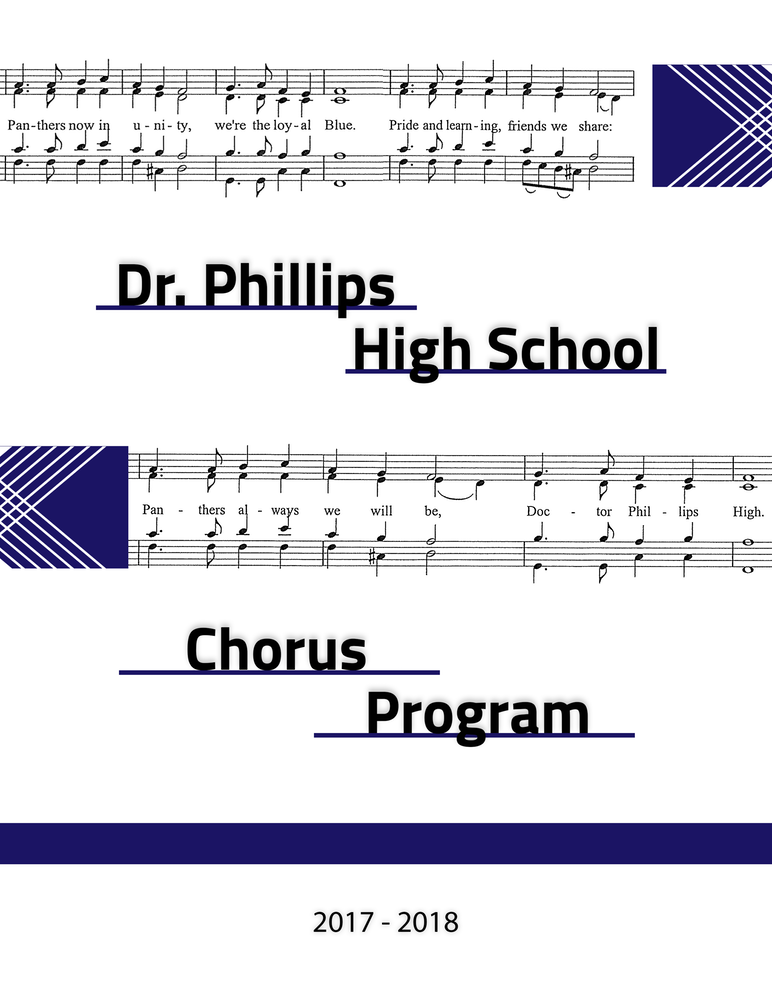 Pan-thers now in u - ni - ty, we're the loy-al Blue. Pride and learn-ing, friends we share:
Dr. Phillips
High School
Pan - thers al - ways we will be, Doc - tor Phil - lips High.
Chorus
Program
2017 - 2018